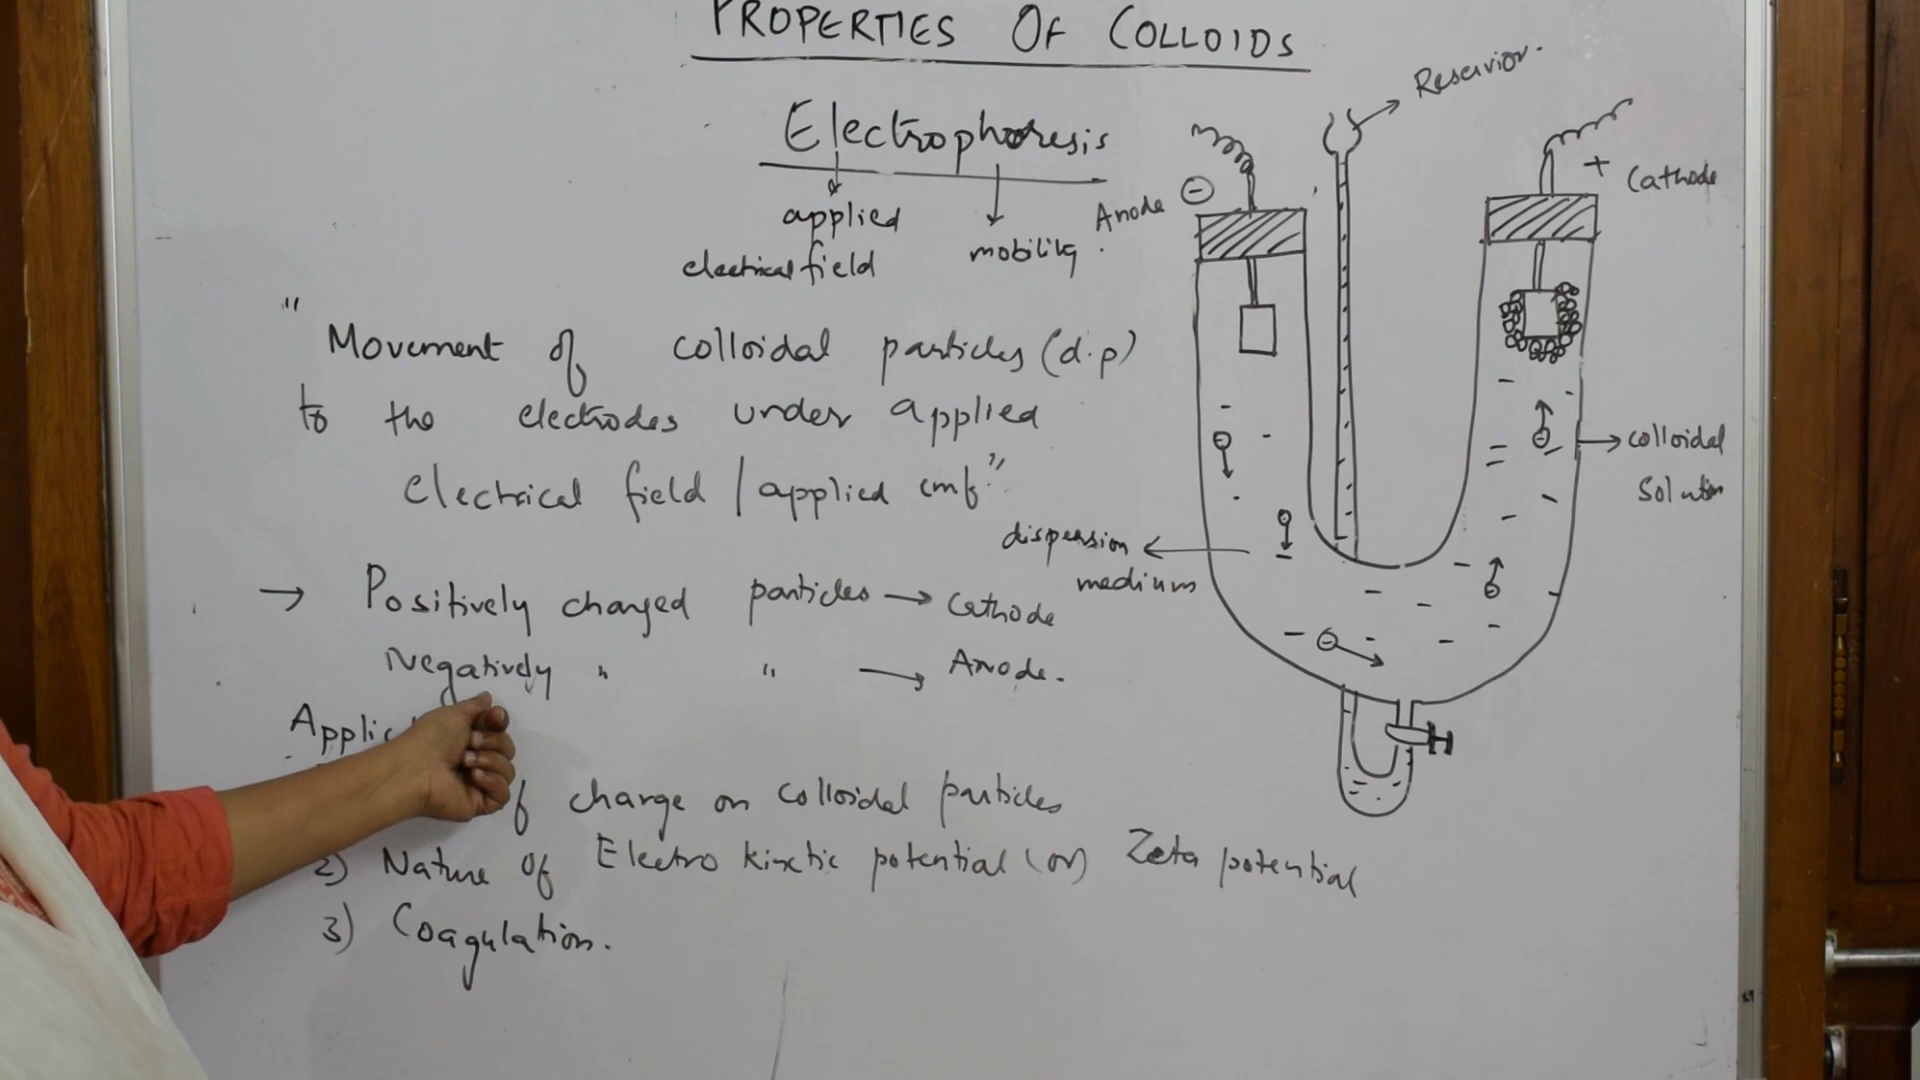 PROPERTIES OF COLLOIDS
Electrophoresis
applied
electrical field
mobility
"Movement of colloidal particles (d.p)
to the electrodes under applied
electrical field / applied emf"
→ Positively charged particles → Cathode
Negatively " " → Anode.
Applic
f charge on colloidal particles
2) Nature of Electro kinetic potential (or) Zeta potential
3) Coagulation.
Reservior.
Anode ⊖
+ Cathode
colloidal
Solution
dispersion
medium